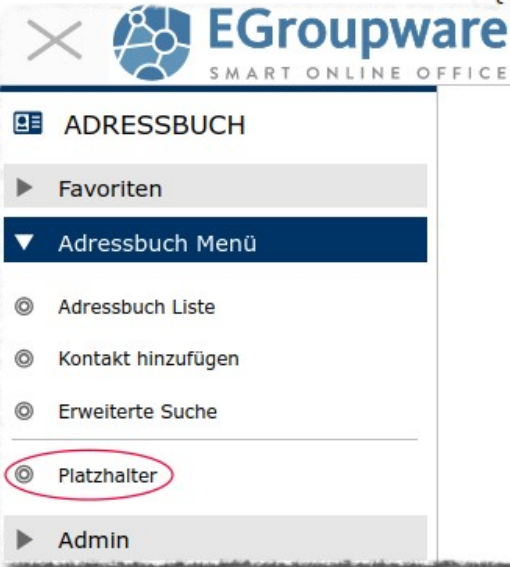 EGroupware
SMART ONLINE OFFICE
ADRESSBUCH
Favoriten
Adressbuch Menü
Adressbuch Liste
Kontakt hinzufügen
Erweiterte Suche
Platzhalter
Admin